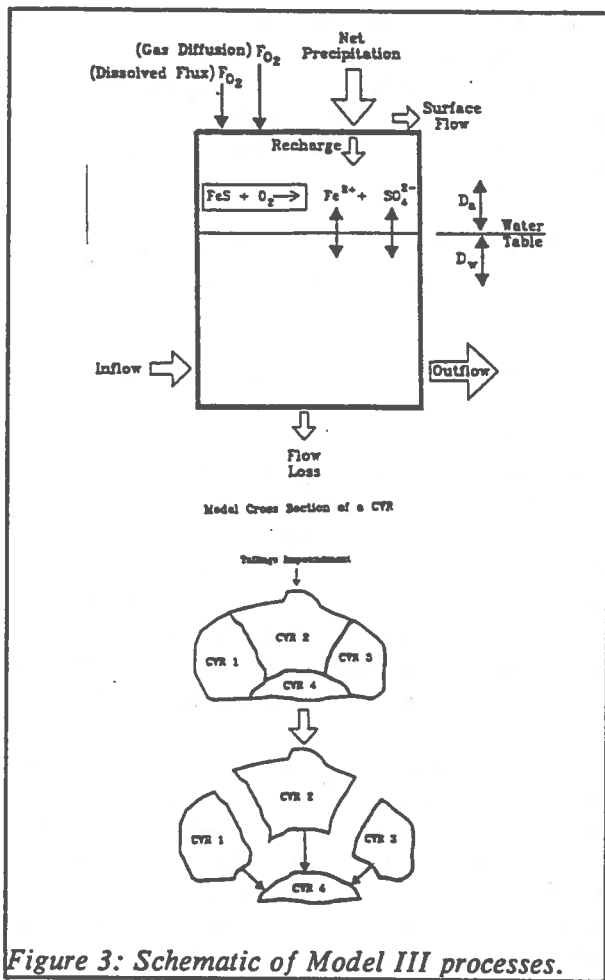 (Gas Diffusion) F_O2
Net Precipitation
(Dissolved Flux) F_O2
Surface Flow
Recharge
FeS + O2 → Fe2+ + SO4 2-
Da
Water Table
Dw
Inflow
Outflow
Flow Loss
Model Cross Section of a CVR
Tailings Impoundment
CVR 1
CVR 2
CVR 3
CVR 4
CVR 2
CVR 1
CVR 3
CVR 4
Figure 3: Schematic of Model III processes.